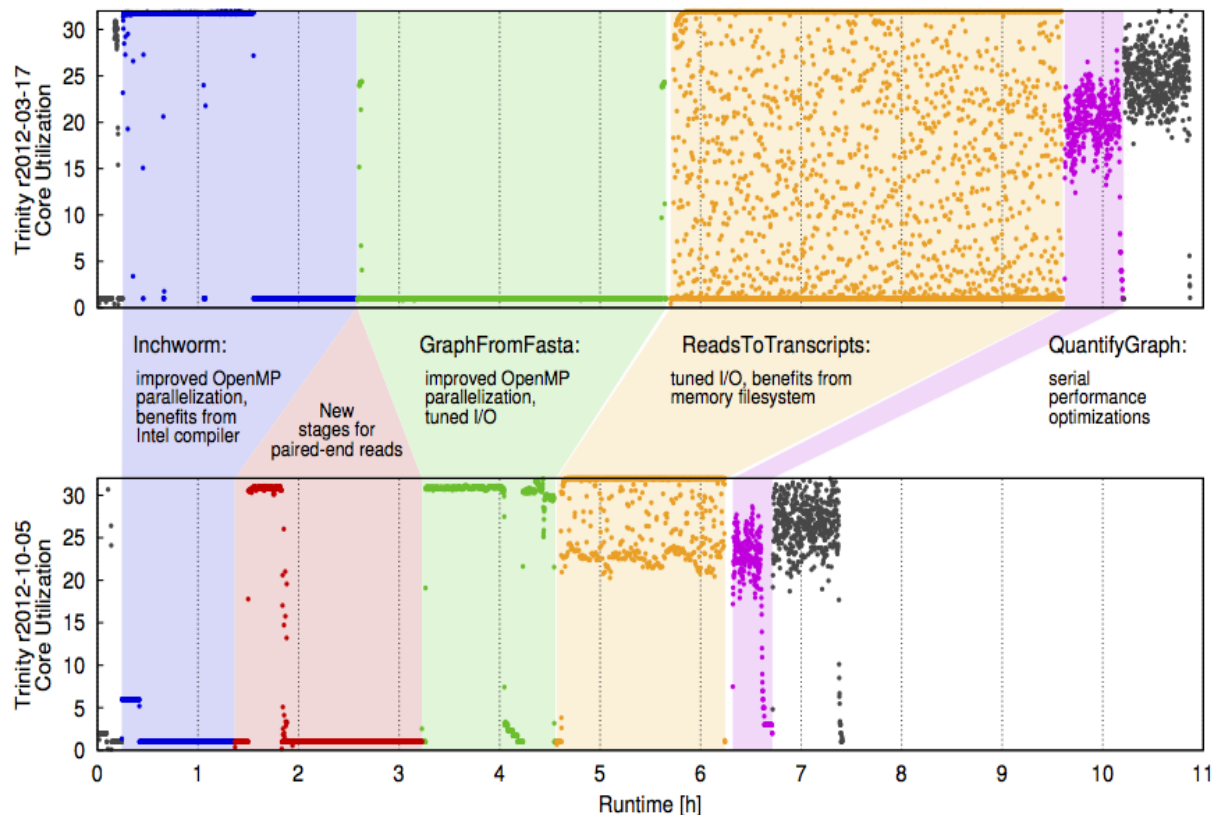 Trinity r2012-03-17
Core Utilization
30
25
20
15
10
5
0
Inchworm:
improved OpenMP
parallelization,
benefits from
Intel compiler
New
stages for
paired-end reads
GraphFromFasta:
improved OpenMP
parallelization,
tuned I/O
ReadsToTranscripts:
tuned I/O, benefits from
memory filesystem
QuantifyGraph:
serial
performance
optimizations
Trinity r2012-10-05
Core Utilization
30
25
20
15
10
5
0
0 1 2 3 4 5 6 7 8 9 10 11
Runtime [h]